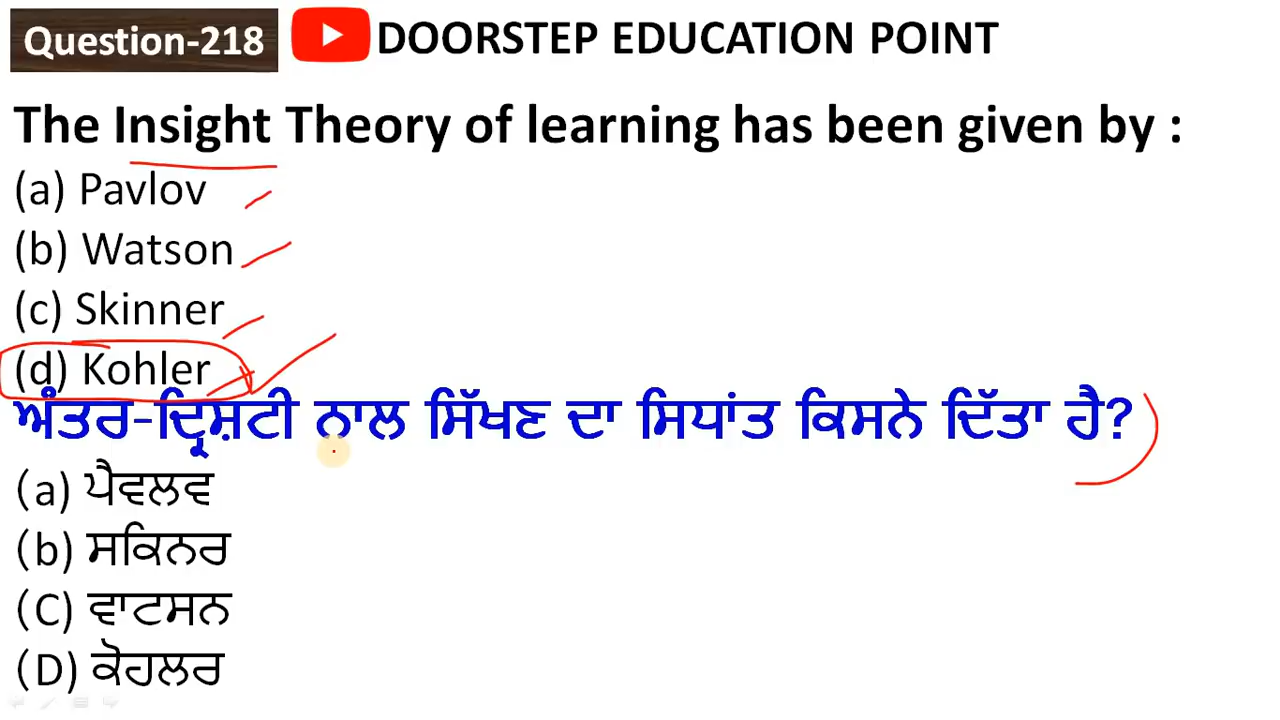 Question-218 DOORSTEP EDUCATION POINT
The Insight Theory of learning has been given by :
(a) Pavlov
(b) Watson
(c) Skinner
(d) Kohler
ਅੰਤਰ-ਦ੍ਰਿਸ਼ਟੀ ਨਾਲ ਸਿੱਖਣ ਦਾ ਸਿਧਾਂਤ ਕਿਸਨੇ ਦਿੱਤਾ ਹੈ?
(a) ਪੈਵਲਵ
(b) ਸਕਿਨਰ
(C) ਵਾਟਸਨ
(D) ਕੋਹਲਰ